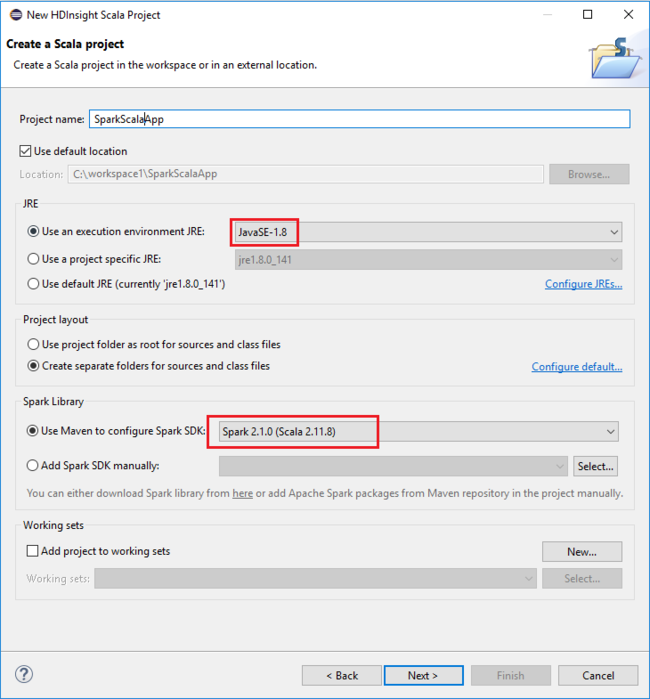 New HDInsight Scala Project
Create a Scala project
Create a Scala project in the workspace or in an external location.
Project name: SparkScalaApp
Use default location
Location: C:\workspace1\SparkScalaApp Browse...
JRE
Use an execution environment JRE: JavaSE-1.8
Use a project specific JRE: jre1.8.0_141
Use default JRE (currently 'jre1.8.0_141') Configure JREs...
Project layout
Use project folder as root for sources and class files
Create separate folders for sources and class files Configure default...
Spark Library
Use Maven to configure Spark SDK: Spark 2.1.0 (Scala 2.11.8)
Add Spark SDK manually: Select...
You can either download Spark library from here or add Apache Spark packages from Maven repository in the project manually.
Working sets
Add project to working sets New...
Working sets: Select...
? < Back Next > Finish Cancel